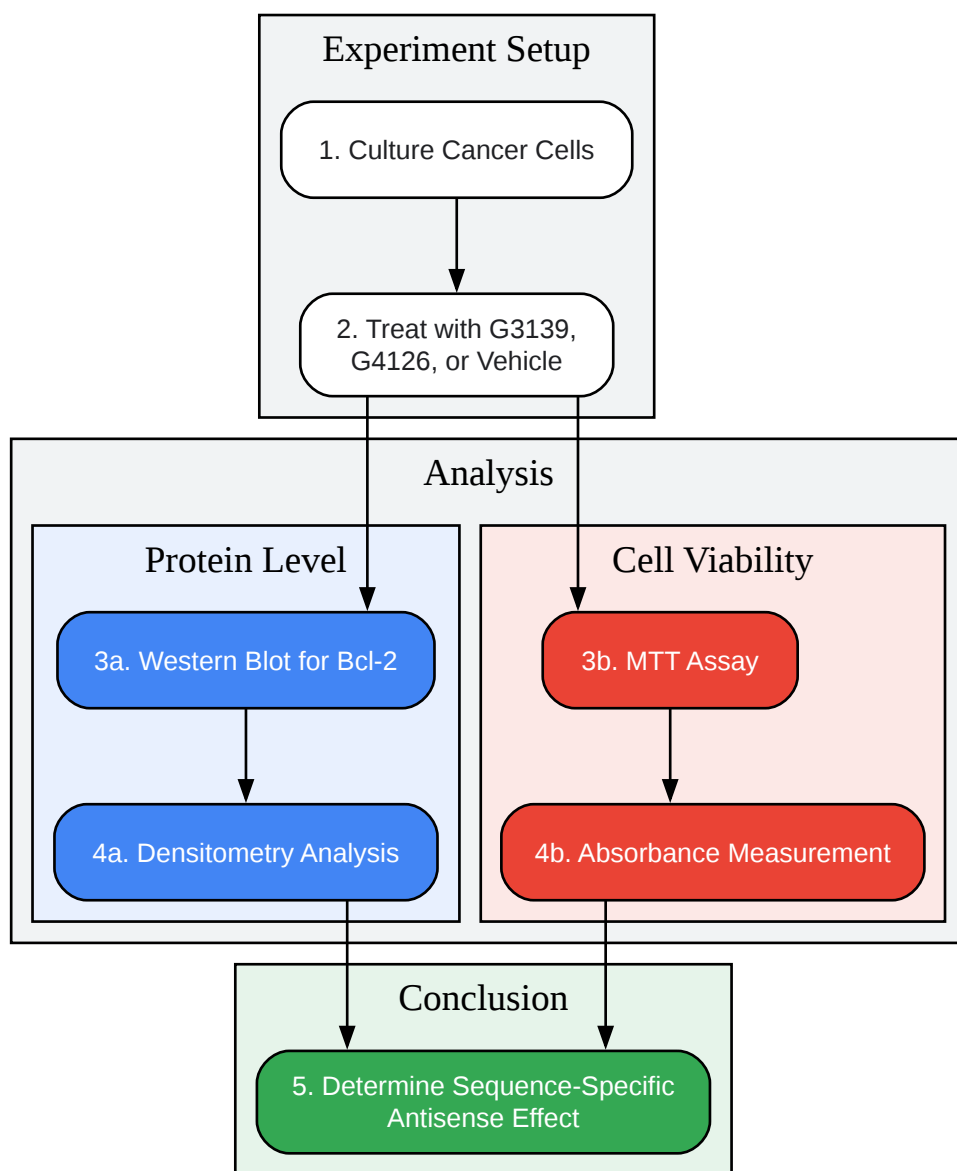 Experiment Setup
1. Culture Cancer Cells
2. Treat with G3139,
G4126, or Vehicle
Analysis
Protein Level
Cell Viability
3a. Western Blot for Bcl-2
3b. MTT Assay
4a. Densitometry Analysis
4b. Absorbance Measurement
Conclusion
5. Determine Sequence-Specific
Antisense Effect